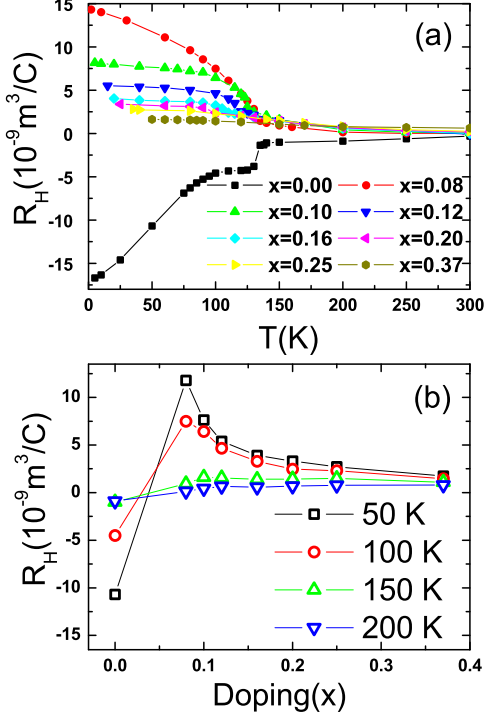 15
10
5
0
-5
-10
-15
R_H(10^-9m^3/C)
(a)
x=0.00 x=0.08
x=0.10 x=0.12
x=0.16 x=0.20
x=0.25 x=0.37
0 50 100 150 200 250 300
T(K)
10
5
0
-5
-10
-15
R_H(10^-9m^3/C)
(b)
50 K
100 K
150 K
200 K
0.0 0.1 0.2 0.3 0.4
Doping(x)